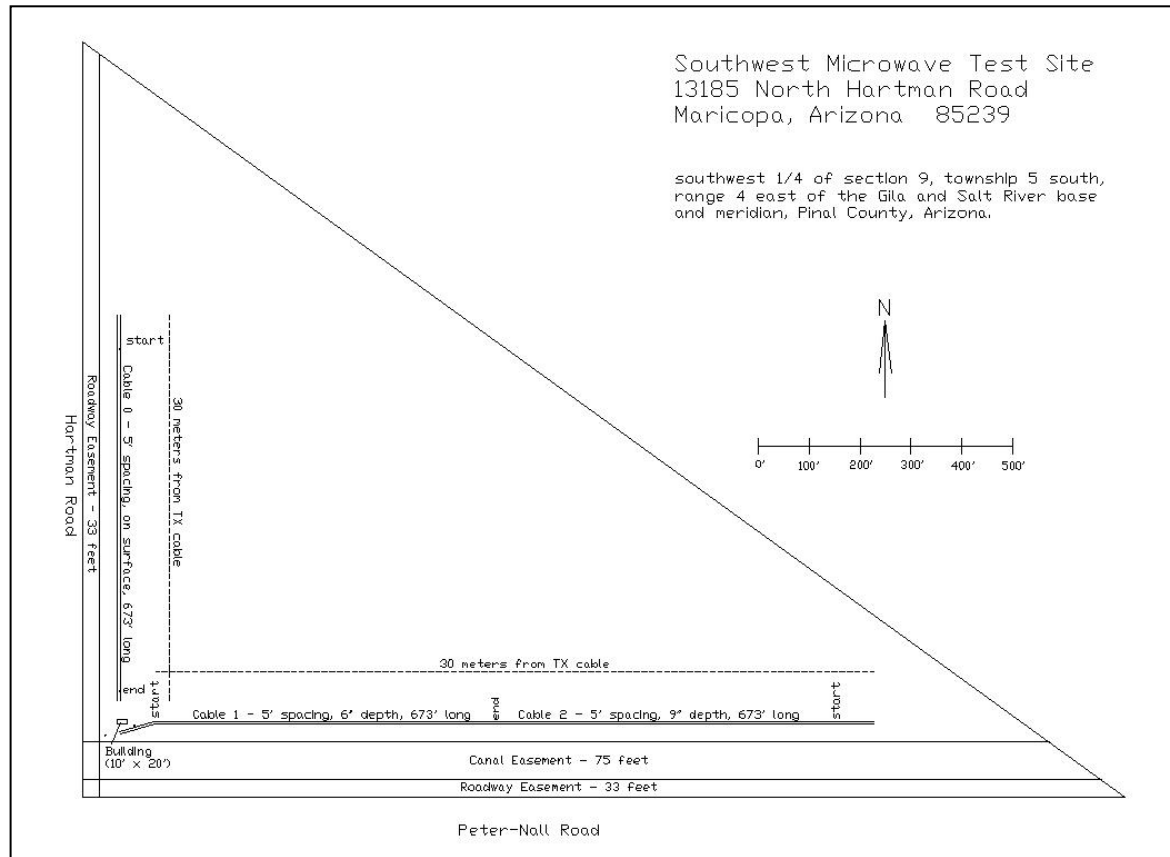 Southwest Microwave Test Site
13185 North Hartman Road
Maricopa, Arizona 85239
southwest 1/4 of section 9, township 5 south,
range 4 east of the Gila and Salt River base
and meridian, Pinal County, Arizona.
N
0' 100' 200' 300' 400' 500'
Hartman Road
Roadway Easement - 33 feet
start
Cable 0 - 5' spacing, on surface, 673' long
end
30 meters from TX cable
30 meters from TX cable
start
Cable 1 - 5' spacing, 6" depth, 673' long
end
Cable 2 - 5' spacing, 9" depth, 673' long
start
Building
(10' x 20')
Canal Easement - 75 feet
Roadway Easement - 33 feet
Peter-Nall Road